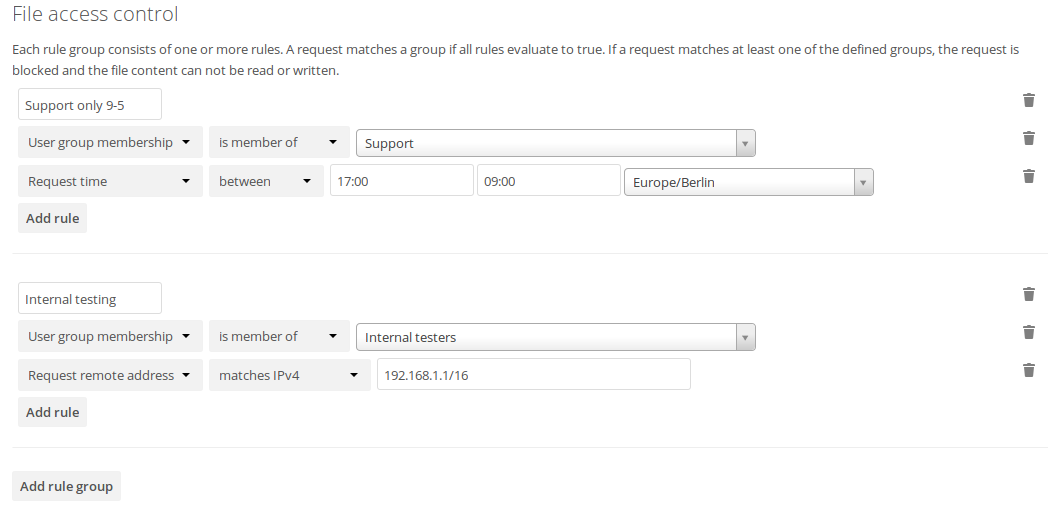 File access control
Each rule group consists of one or more rules. A request matches a group if all rules evaluate to true. If a request matches at least one of the defined groups, the request is
blocked and the file content can not be read or written.
Support only 9-5
User group membership is member of Support
Request time between 17:00 09:00 Europe/Berlin
Add rule
Internal testing
User group membership is member of Internal testers
Request remote address matches IPv4 192.168.1.1/16
Add rule
Add rule group